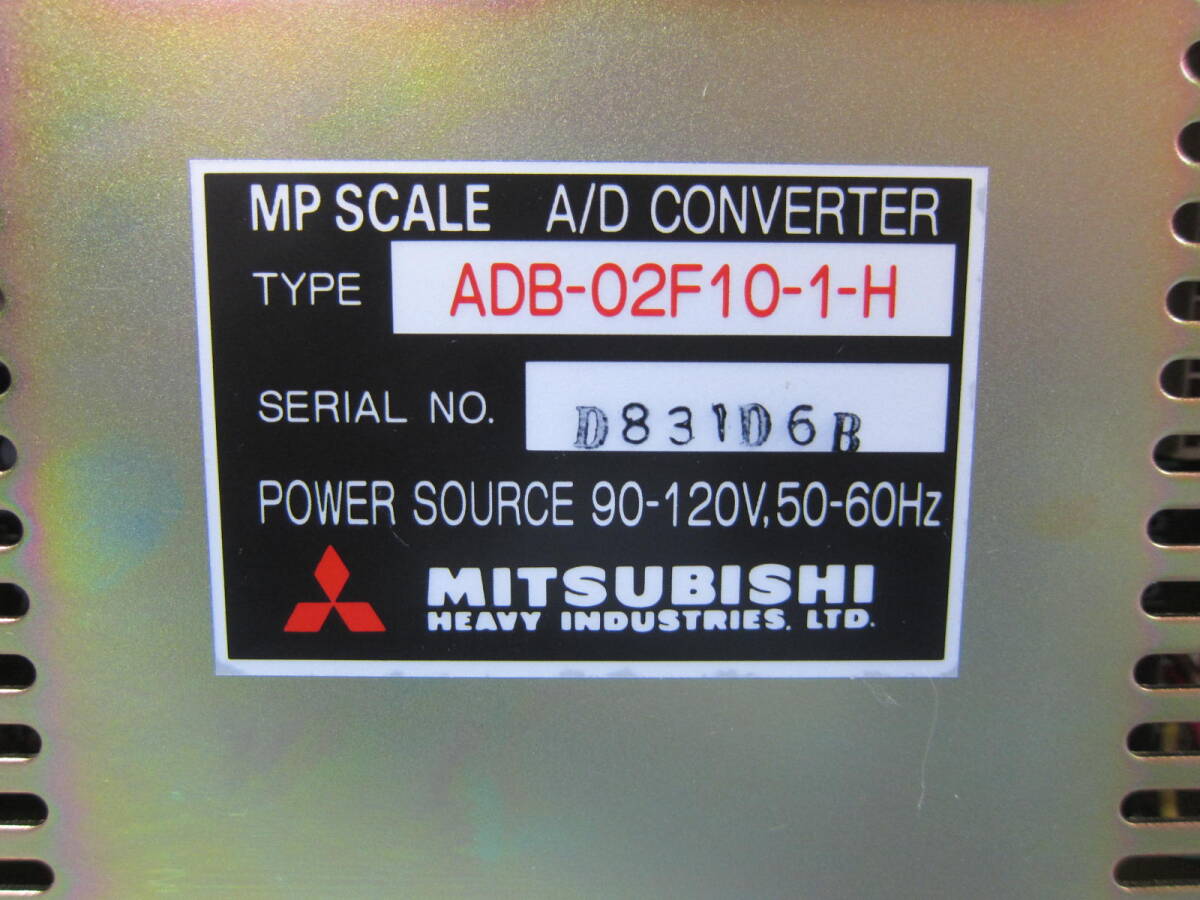 MP SCALE A/D CONVERTER
TYPE ADB-02F10-1-H
SERIAL NO. D831D6B
POWER SOURCE 90-120V,50-60Hz
MITSUBISHI
HEAVY INDUSTRIES, LTD.